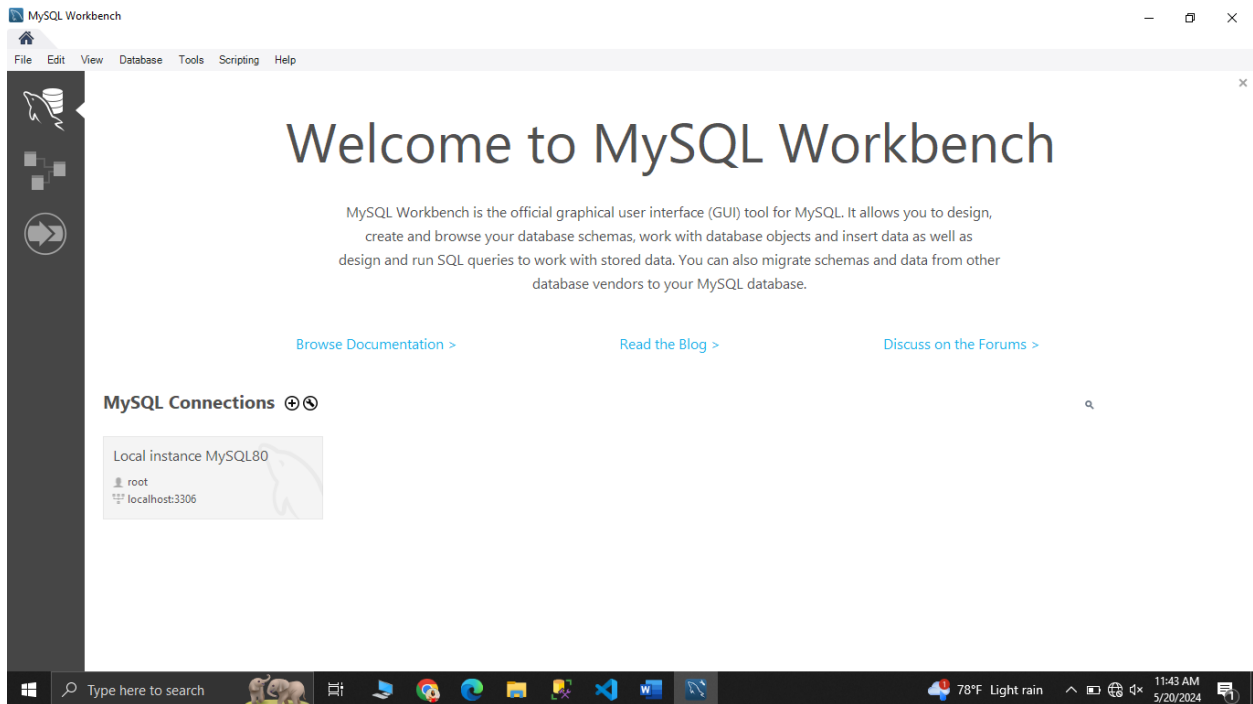 MySQL Workbench
File Edit View Database Tools Scripting Help
Welcome to MySQL Workbench
MySQL Workbench is the official graphical user interface (GUI) tool for MySQL. It allows you to design,
create and browse your database schemas, work with database objects and insert data as well as
design and run SQL queries to work with stored data. You can also migrate schemas and data from other
database vendors to your MySQL database.
Browse Documentation > Read the Blog > Discuss on the Forums >
MySQL Connections
Local instance MySQL80
root
localhost:3306
Type here to search 1 78°F Light rain 11:43 AM
5/20/2024 1